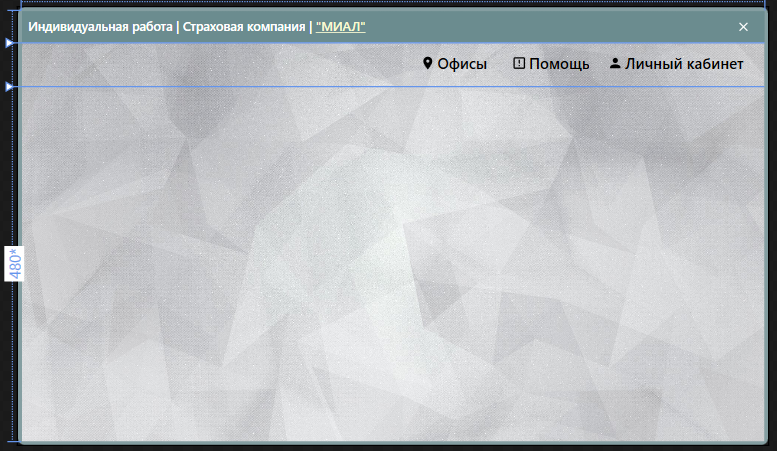 Индивидуальная работа | Страховая компания | "МИАЛ"
Офисы Помощь Личный кабинет
480*